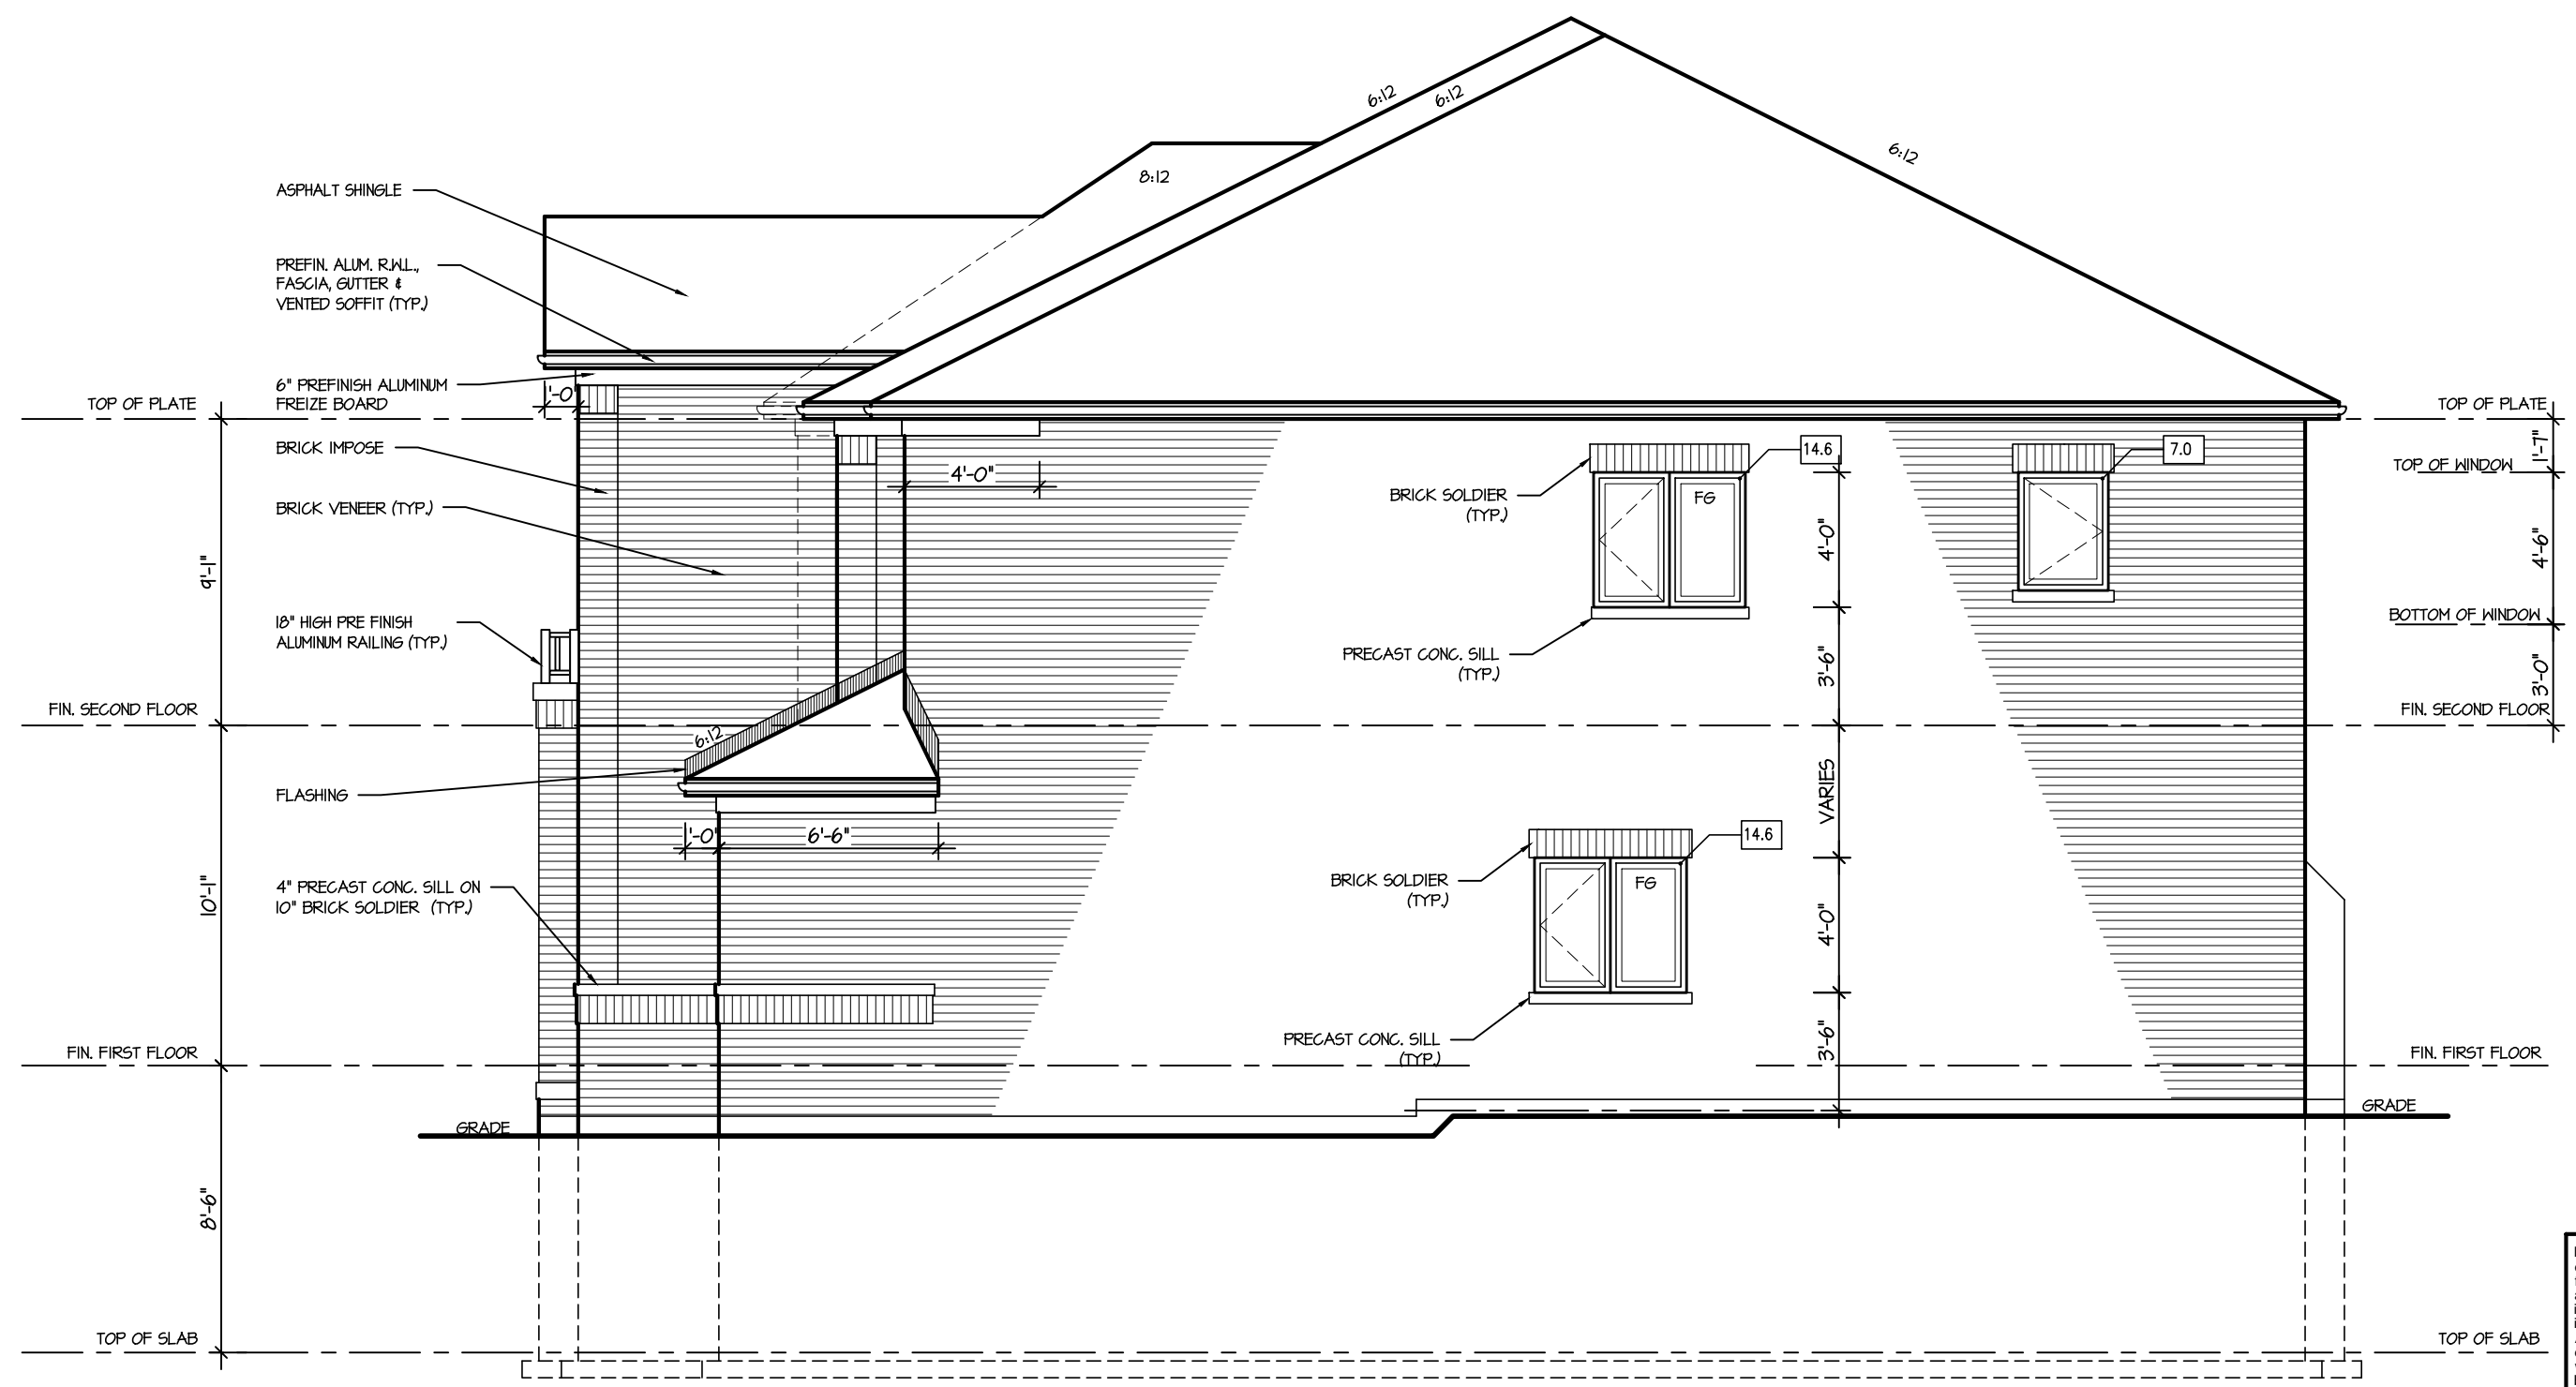 6:12
6:12
6:12
8:12
ASPHALT SHINGLE
PREFIN. ALUM. R.W.L.,
FASCIA, GUTTER &
VENTED SOFFIT (TYP.)
6" PREFINISH ALUMINUM
FREIZE BOARD
1'-0"
TOP OF PLATE
TOP OF PLATE
BRICK IMPOSE
BRICK VENEER (TYP.)
4'-0"
14.6
7.0
1'-7"
TOP OF WINDOW
BRICK SOLDIER
(TYP.)
FG
4'-0"
4'-6"
9'-1"
18" HIGH PRE FINISH
ALUMINUM RAILING (TYP.)
PRECAST CONC. SILL
(TYP.)
3'-6"
BOTTOM OF WINDOW
3'-0"
FIN. SECOND FLOOR
FIN. SECOND FLOOR
6:12
FLASHING
VARIES
1'-0"
6'-6"
14.6
BRICK SOLDIER
(TYP.)
FG
4'-0"
10'-1"
4" PRECAST CONC. SILL ON
10" BRICK SOLDIER (TYP.)
PRECAST CONC. SILL
(TYP.)
3'-6"
FIN. FIRST FLOOR
FIN. FIRST FLOOR
GRADE
GRADE
8'-6"
TOP OF SLAB
TOP OF SLAB